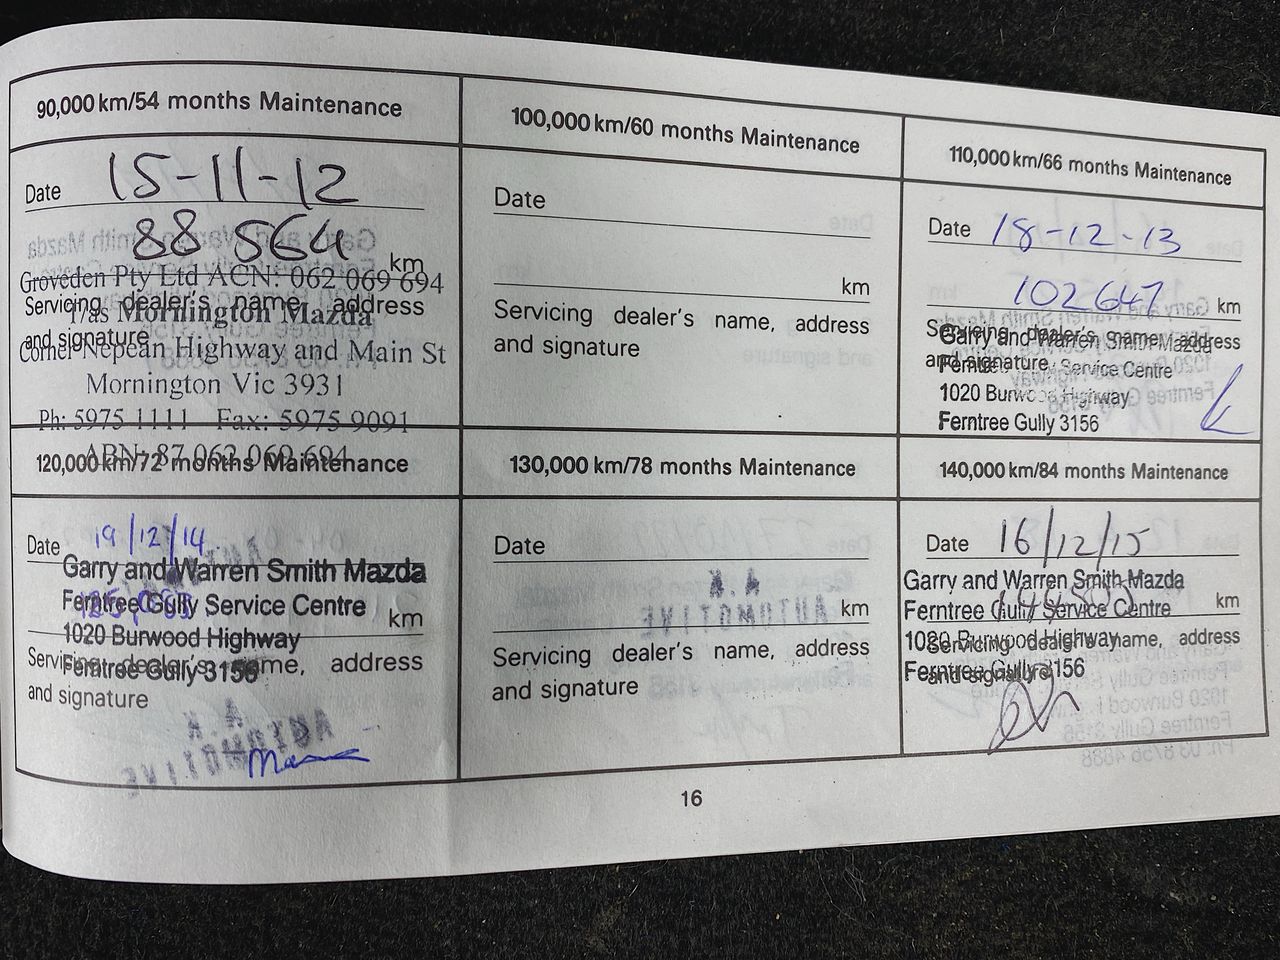 90,000 km/54 months Maintenance
Date 15-11-12
88 564 km
Groveden Pty Ltd ACN: 062 069 694
Servicing dealer's name, address
T/as Mornington Mazda
and signature
Corner Nepean Highway and Main St
Mornington Vic 3931
Ph: 5975 1111 Fax: 5975 9091
ABN: 87 062 069 694
100,000 km/60 months Maintenance
Date
km
Servicing dealer's name, address
and signature
110,000 km/66 months Maintenance
Date 18-12-13
102647 km
Servicing dealer's name, address
Garry and Warren Smith Mazda
and signature
Ferntree Service Centre
1020 Burwood Highway
Ferntree Gully 3156
120,000 km/72 months Maintenance
Date 19/12/14
Garry and Warren Smith Mazda
Ferntree Gully Service Centre
km
1020 Burwood Highway
Servicing dealer's name, address
Ferntree Gully 3156
and signature
130,000 km/78 months Maintenance
Date
km
Servicing dealer's name, address
and signature
140,000 km/84 months Maintenance
Date 16/12/15
Garry and Warren Smith Mazda
Ferntree Gully Service Centre
km
1020 Burwood Highway
Servicing dealer's name, address
Ferntree Gully 3156
and signature
16